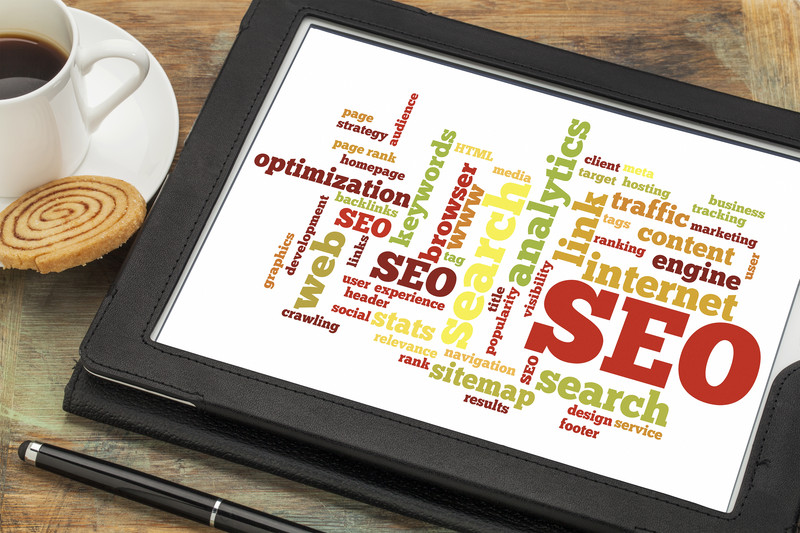 page
strategy
audience
page rank
homepage
optimization
backlinks
keywords
HTML
media
SEO
browser
www
search
analytics
client
meta
target
hosting
link
traffic
tags
content
business
tracking
marketing
ranking
engine
user
internet
graphics
development
web
links
SEO
tag
user experience
header
social
stats
crawling
title
popularity
visibility
SEO
relevance
navigation
rank
sitemap
SEO
search
results
design
service
footer